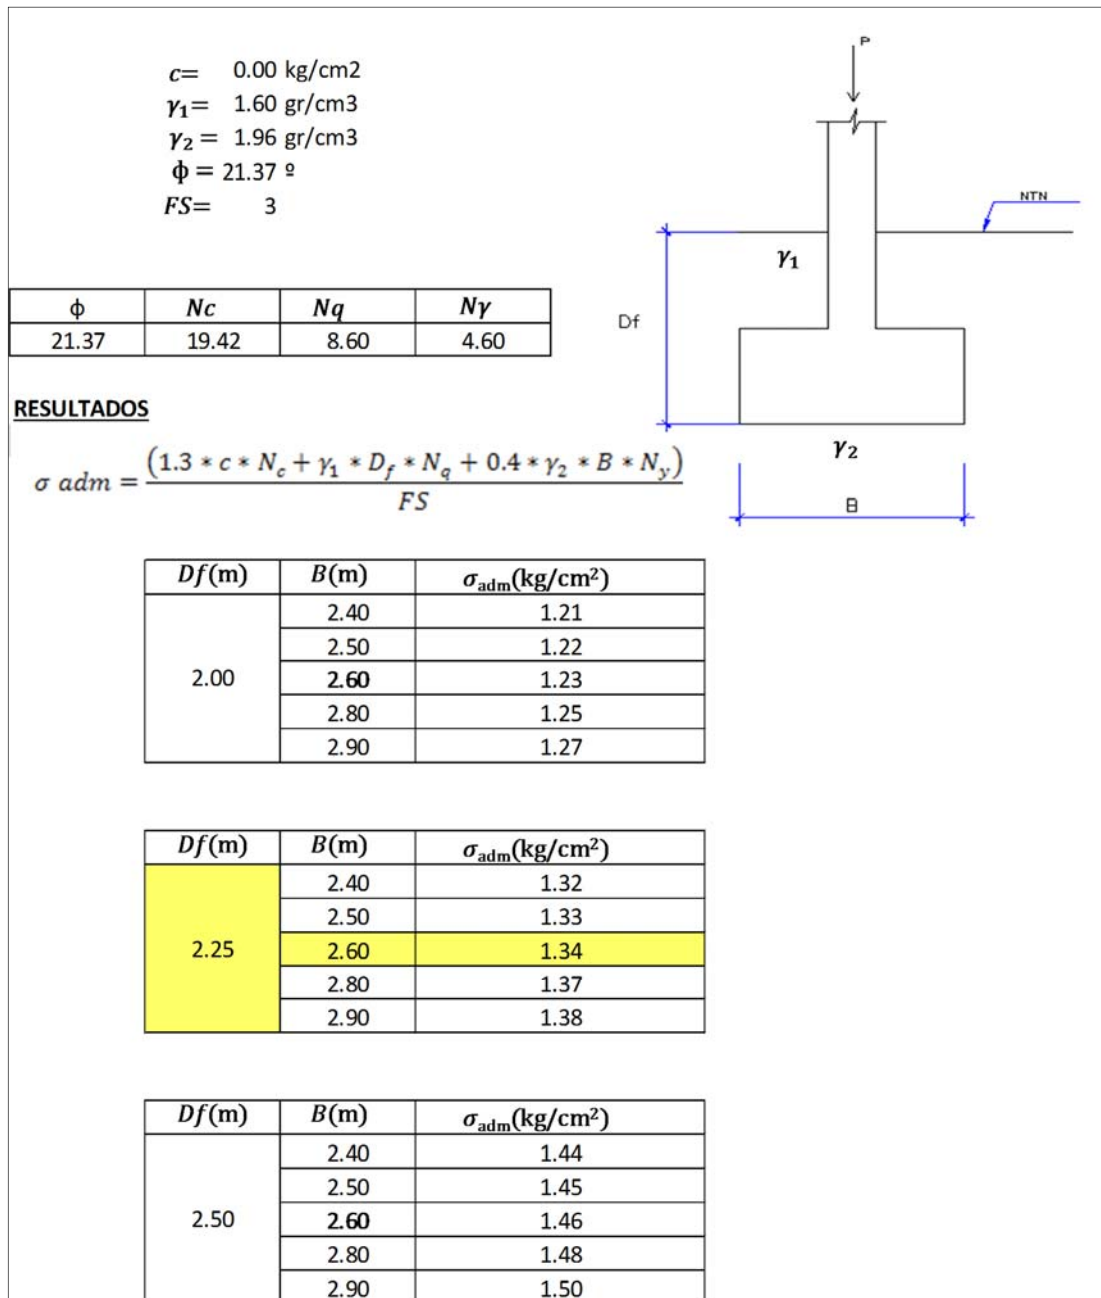 c= 0.00 kg/cm2
γ₁= 1.60 gr/cm3
γ₂ = 1.96 gr/cm3
ϕ = 21.37 º
FS= 3
P
NTN
γ₁
Df
γ₂
B
ϕ Nc Nq Nγ
21.37 19.42 8.60 4.60
RESULTADOS
σ adm = (1.3 * c * N_c + γ₁ * D_f * N_q + 0.4 * γ₂ * B * N_y) / FS
Df(m) B(m) σadm(kg/cm²)
2.00
2.40 1.21
2.50 1.22
2.60 1.23
2.80 1.25
2.90 1.27
Df(m) B(m) σadm(kg/cm²)
2.25
2.40 1.32
2.50 1.33
2.60 1.34
2.80 1.37
2.90 1.38
Df(m) B(m) σadm(kg/cm²)
2.50
2.40 1.44
2.50 1.45
2.60 1.46
2.80 1.48
2.90 1.50